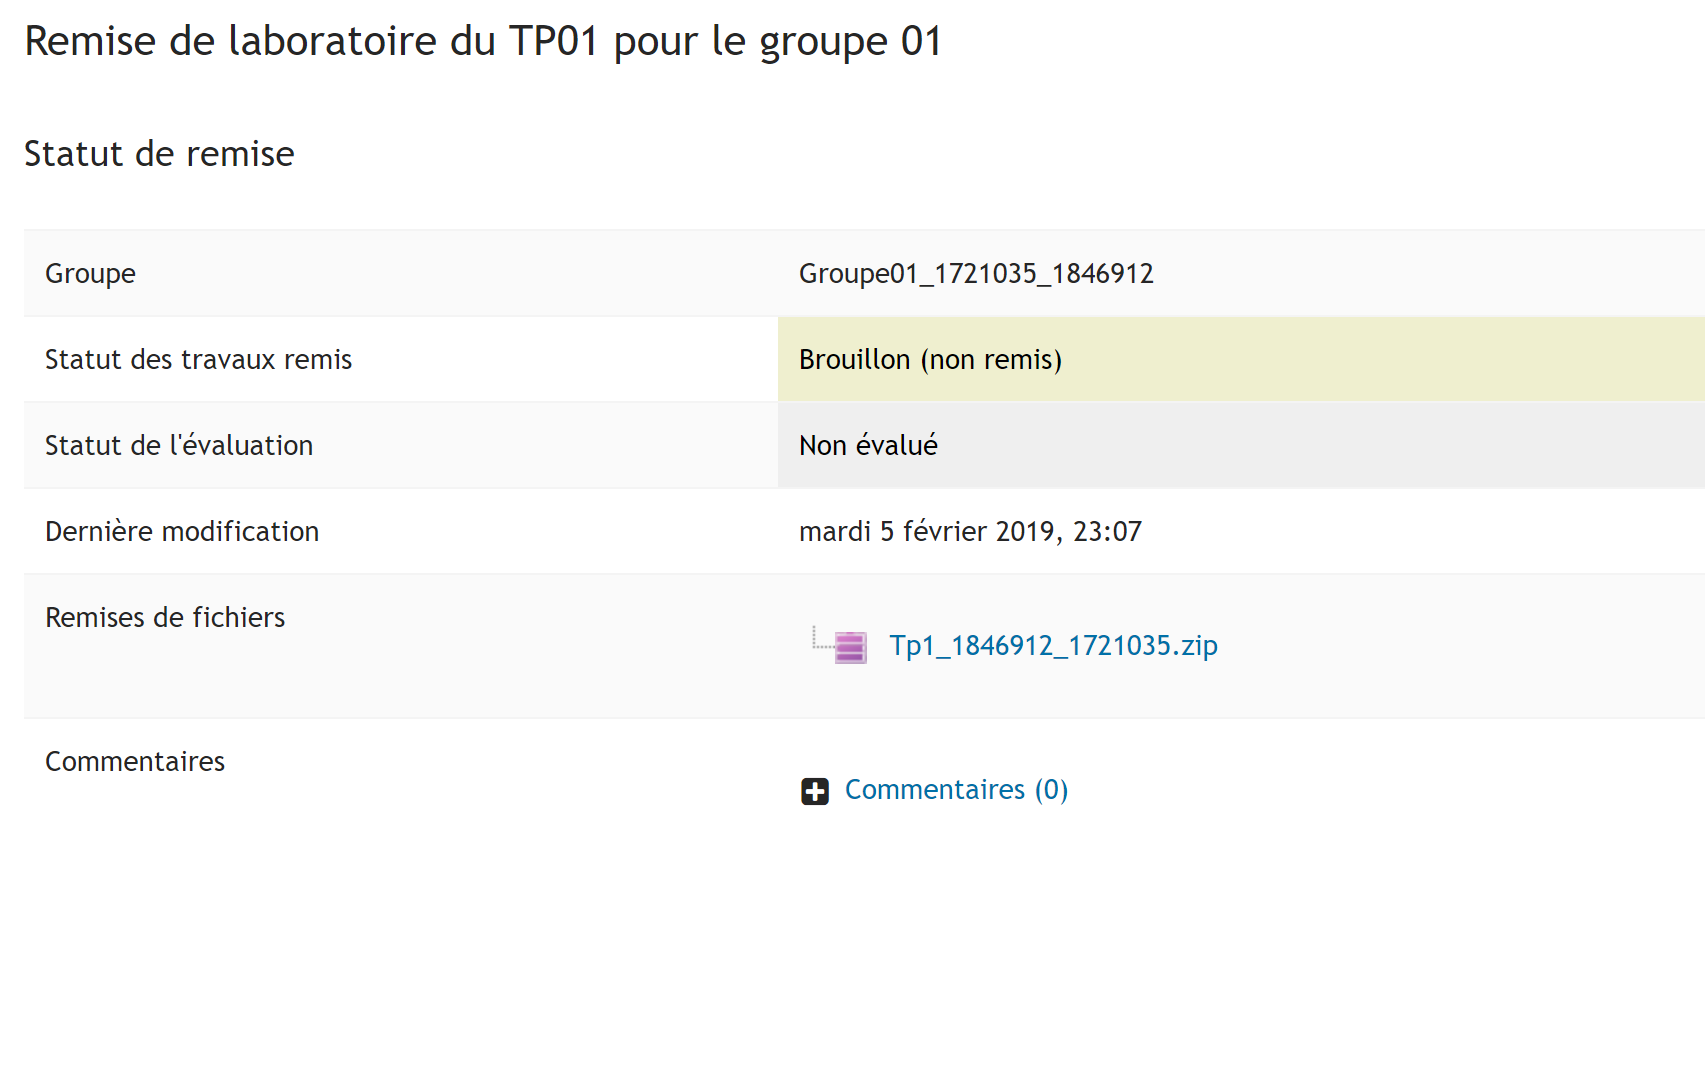 Remise de laboratoire du TP01 pour le groupe 01
Statut de remise
Groupe Groupe01_1721035_1846912
Statut des travaux remis Brouillon (non remis)
Statut de l'évaluation Non évalué
Dernière modification mardi 5 février 2019, 23:07
Remises de fichiers
Tp1_1846912_1721035.zip
Commentaires
Commentaires (0)